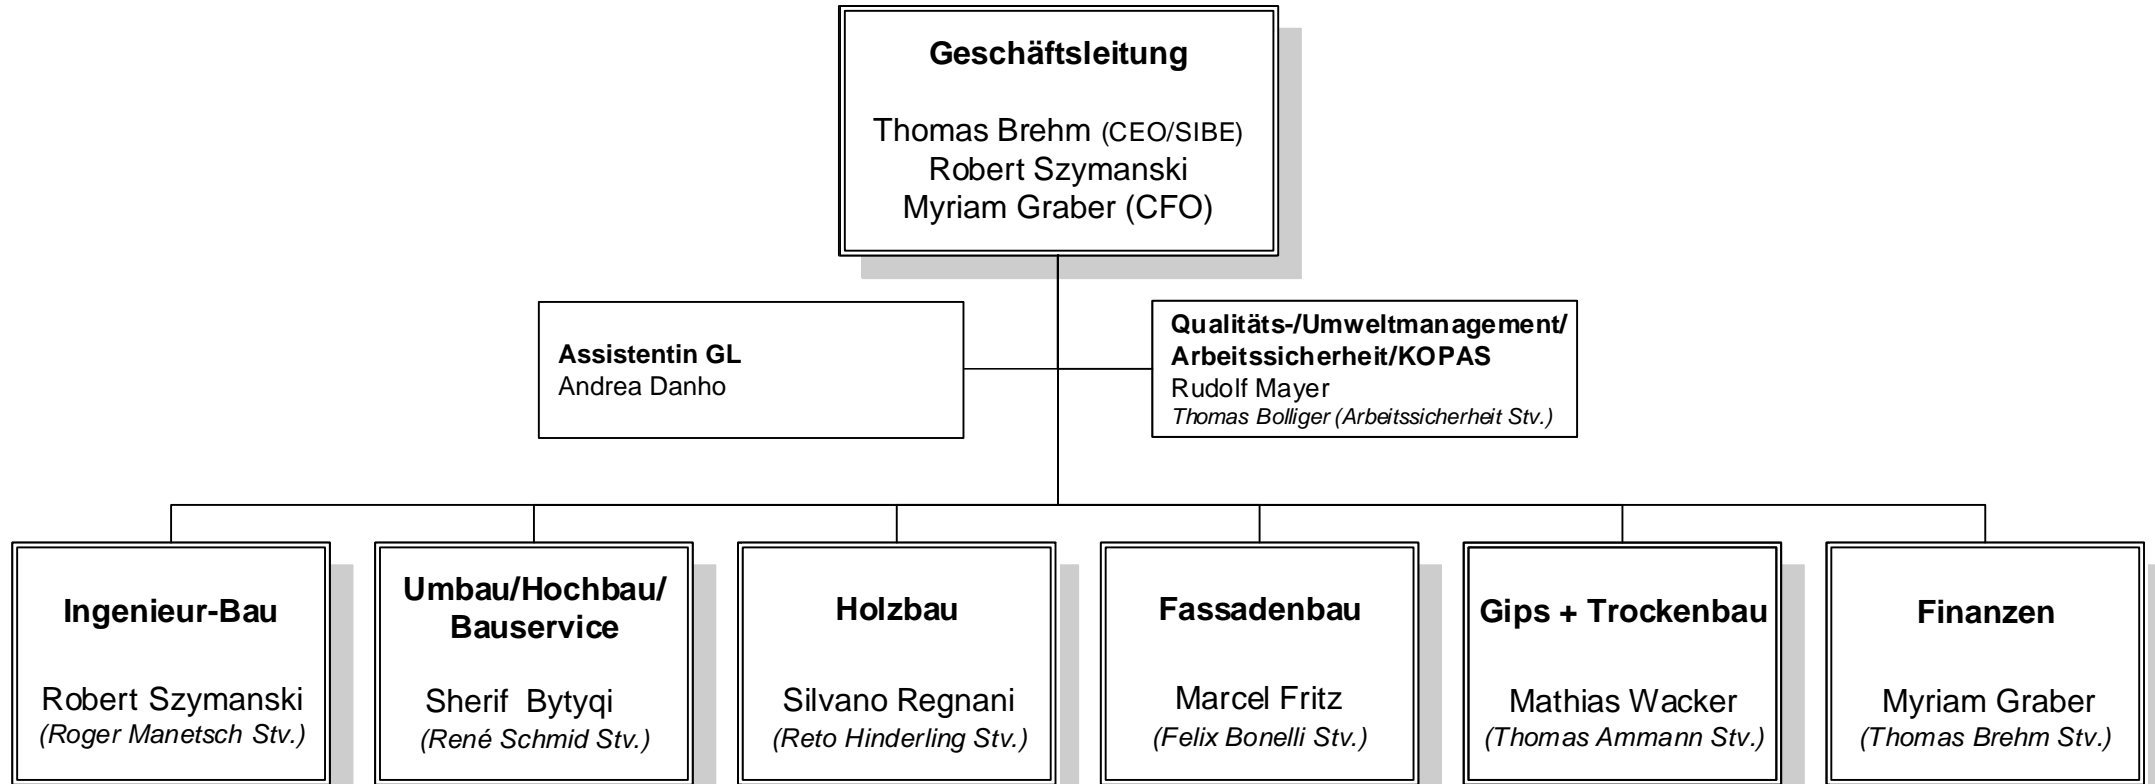 Geschäftsleitung
Thomas Brehm (CEO/SIBE)
Robert Szymanski
Myriam Graber (CFO)
Assistentin GL
Andrea Danho
Qualitäts-/Umweltmanagement/
Arbeitssicherheit/KOPAS
Rudolf Mayer
Thomas Bolliger (Arbeitssicherheit Stv.)
Ingenieur-Bau
Robert Szymanski
(Roger Manetsch Stv.)
Umbau/Hochbau/
Bauservice
Sherif Bytyqi
(René Schmid Stv.)
Holzbau
Silvano Regnani
(Reto Hinderling Stv.)
Fassadenbau
Marcel Fritz
(Felix Bonelli Stv.)
Gips + Trockenbau
Mathias Wacker
(Thomas Ammann Stv.)
Finanzen
Myriam Graber
(Thomas Brehm Stv.)